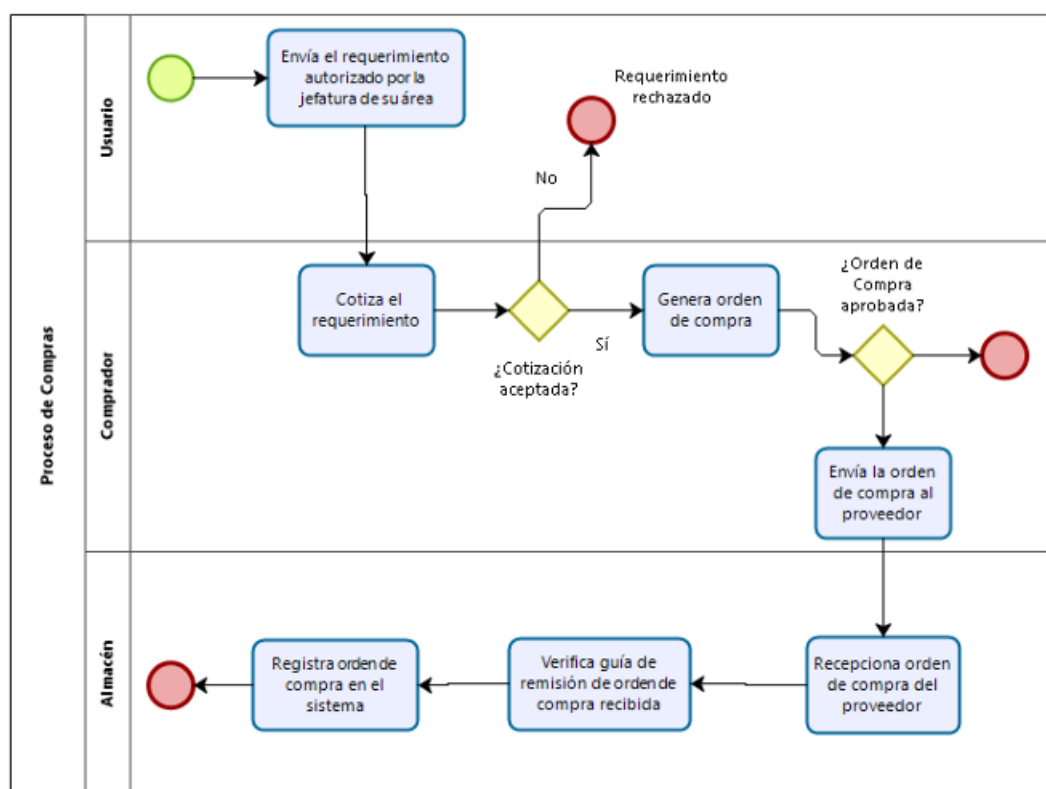 Proceso de Compras
Usuario
Envía el requerimiento
autorizado por la
jefatura de su área
Requerimiento
rechazado
No
Comprador
Cotiza el
requerimiento
¿Cotización
aceptada?
Sí
Genera orden
de compra
¿Orden de
Compra
aprobada?
Envía la orden
de compra al
proveedor
Almacén
Recepciona orden
de compra del
proveedor
Verifica guía de
remisión de orden de
compra recibida
Registra orden de
compra en el
sistema